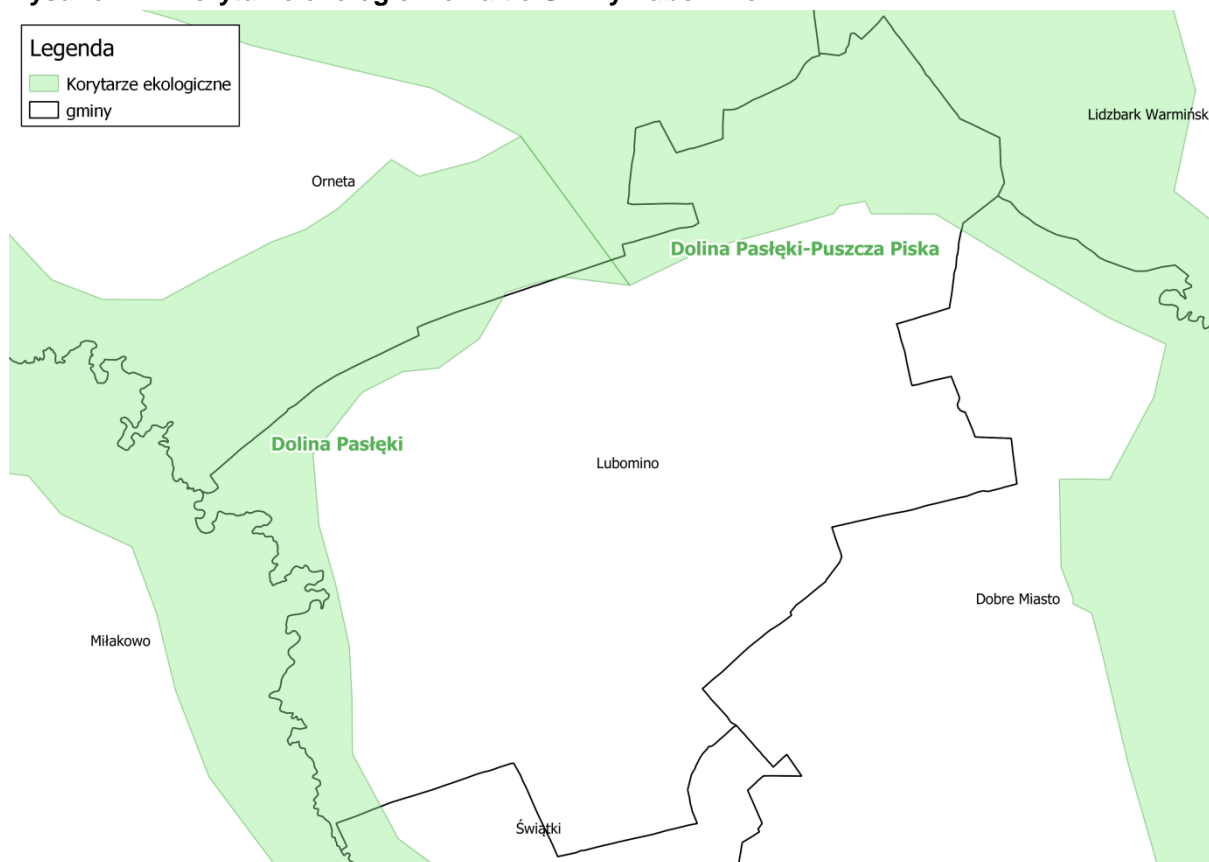 Legenda
Korytarze ekologiczne
gminy
Lidzbark Warmińsk
Orneta
Dolina Pasłęki-Puszcza Piska
Dolina Pasłęki
Lubomino
Dobre Miasto
Miłakowo
Świątki